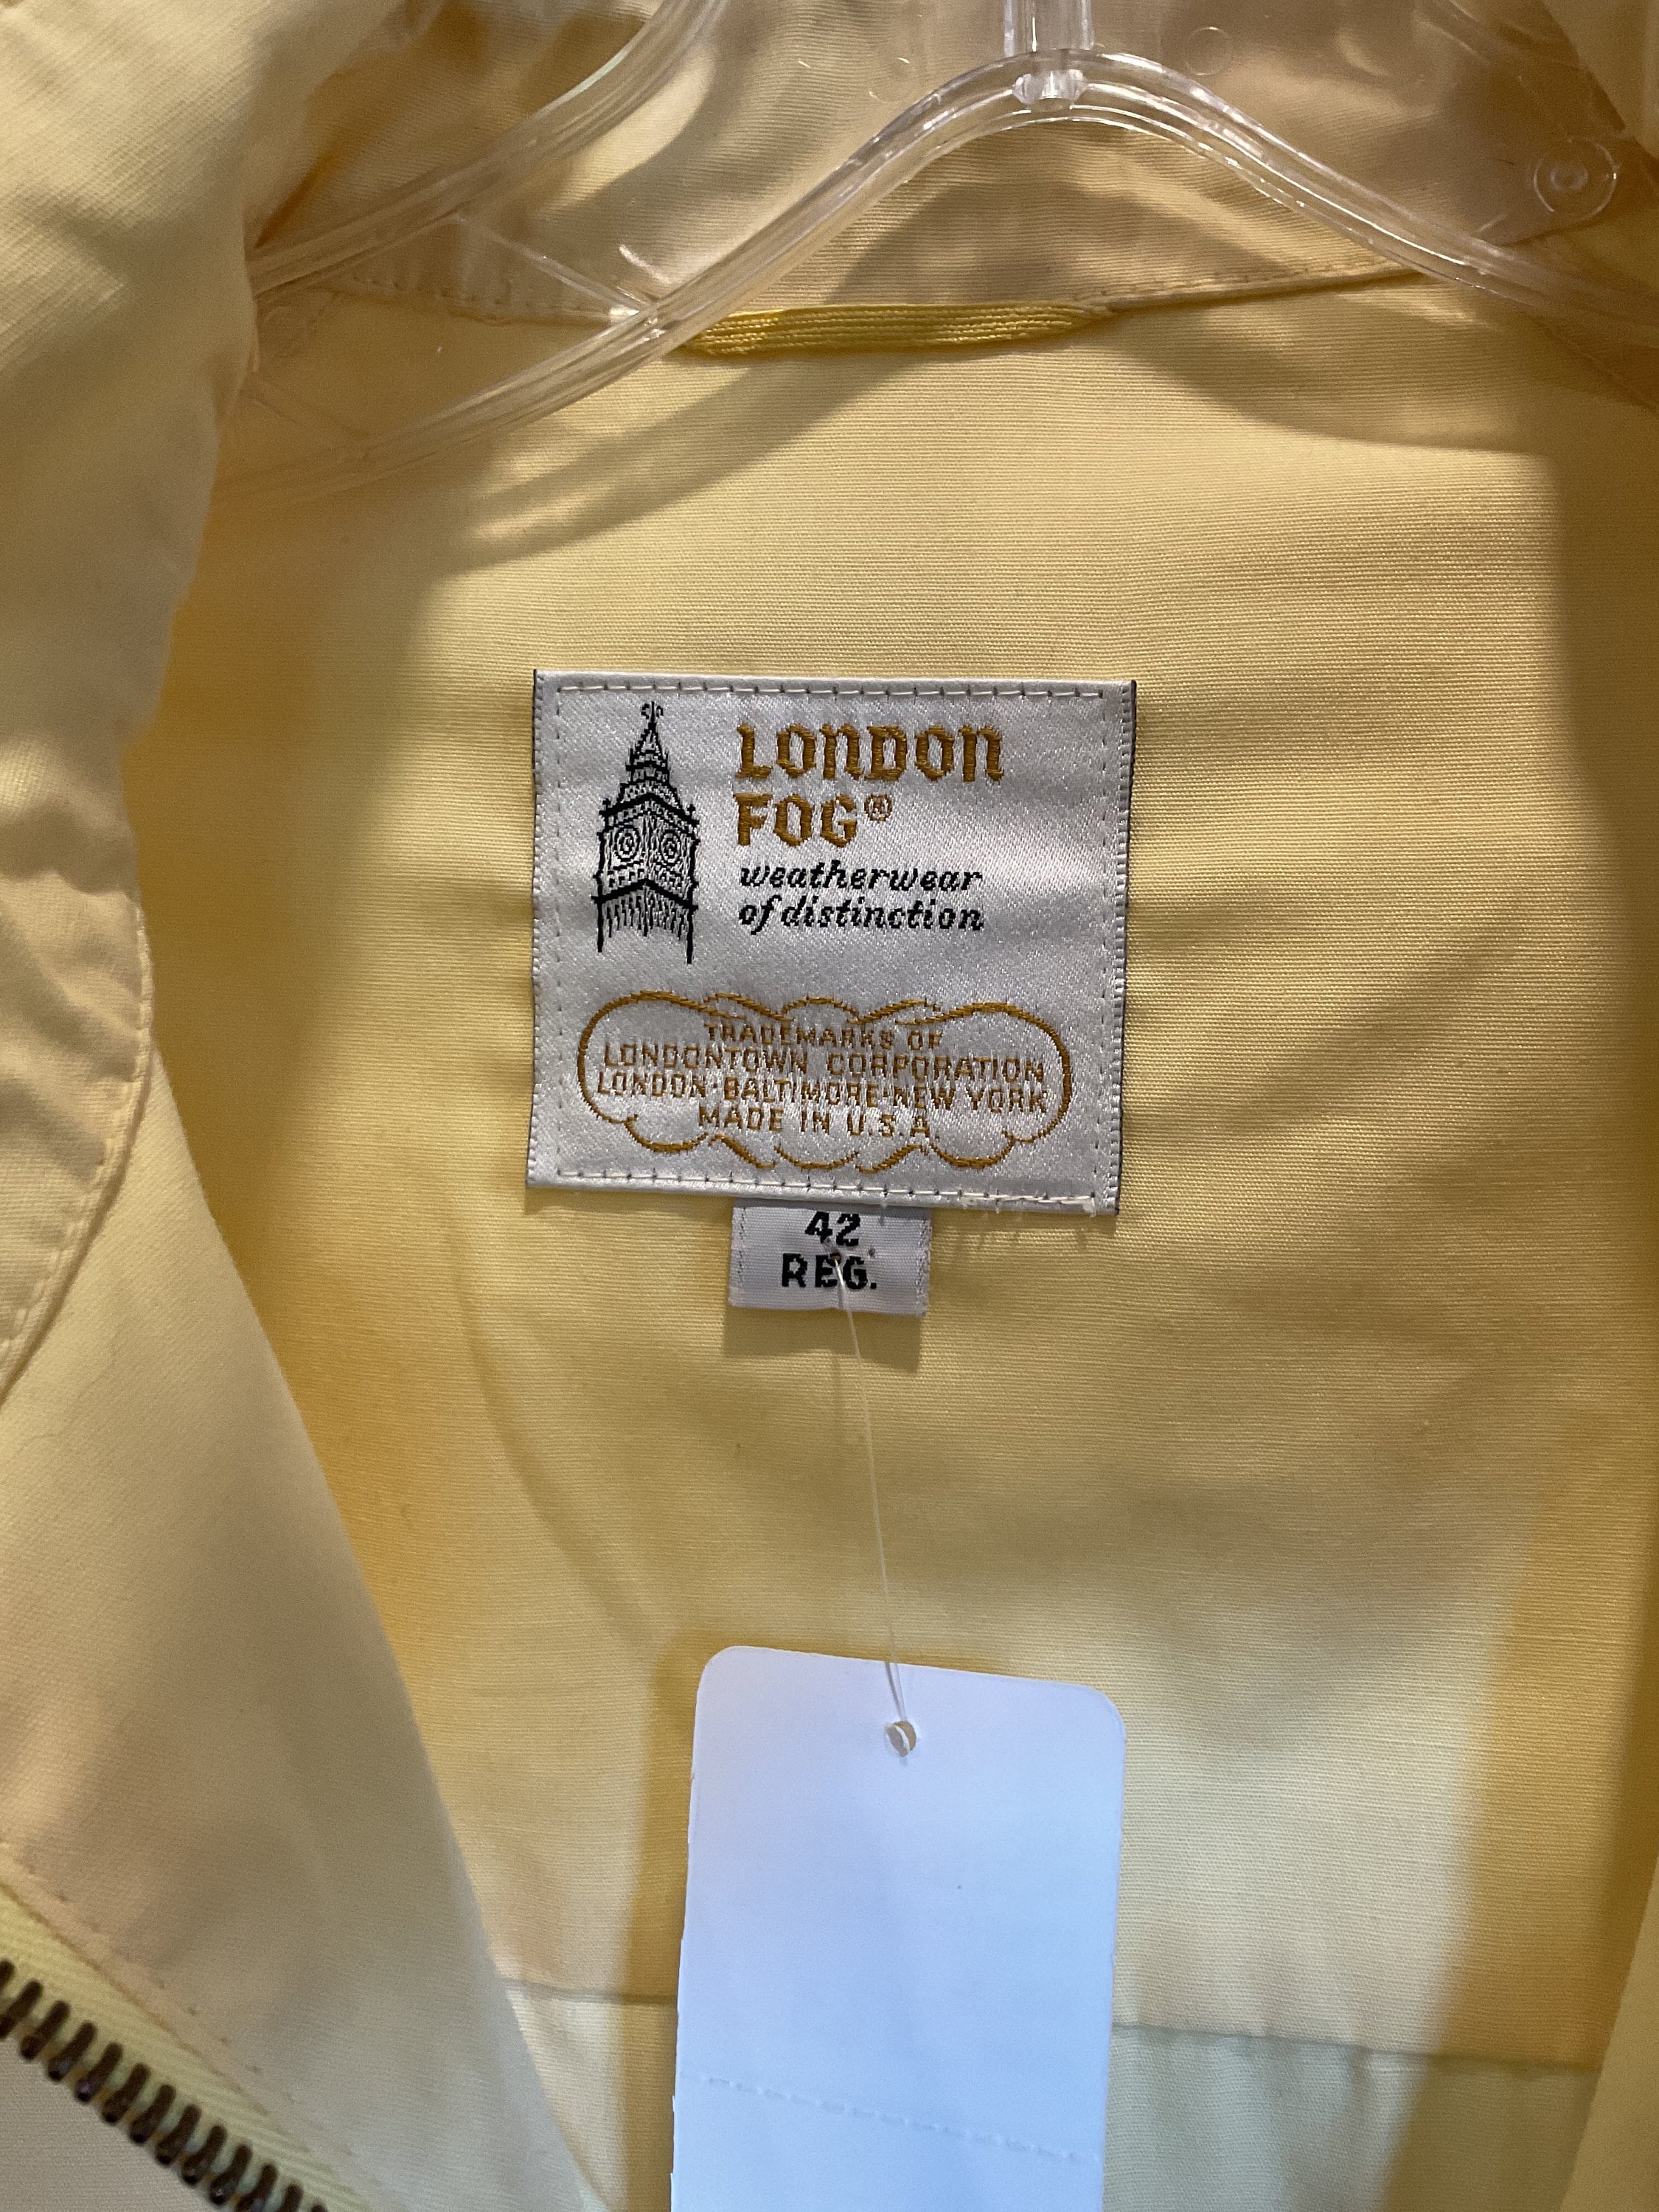 LONDON
FOG®
weatherwear
of distinction
TRADEMARKS OF
LONDONTOWN CORPORATION
LONDON·BALTIMORE·NEW YORK
MADE IN U.S.A
42
REG.